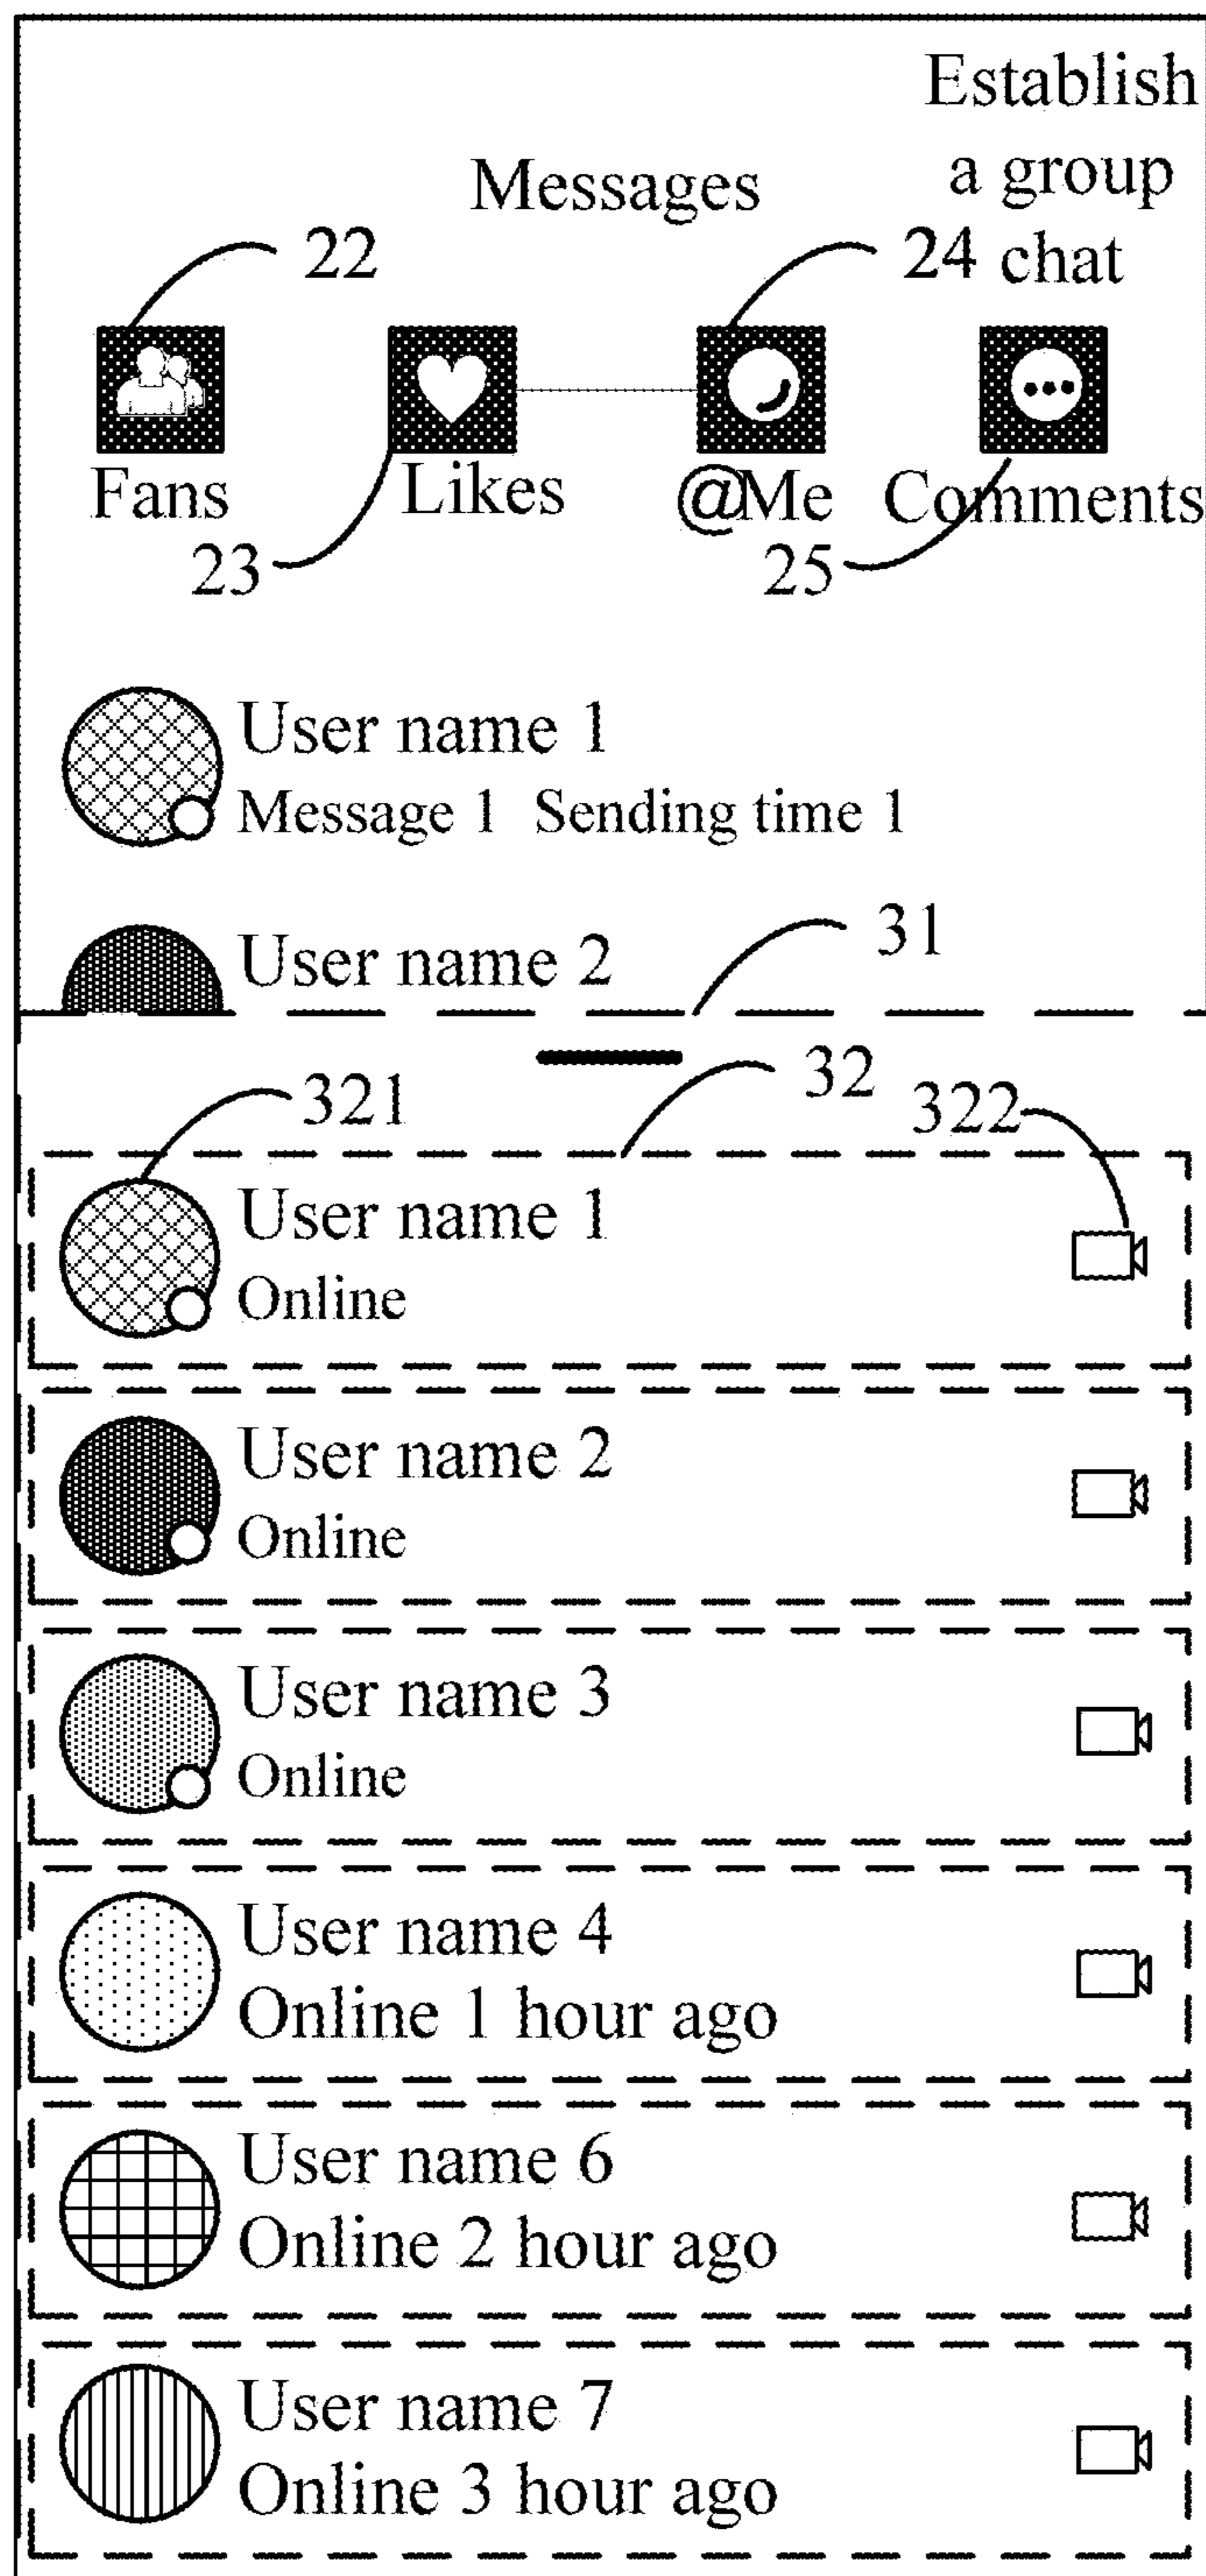 Establish
a group
chat
Messages
22
24
Fans
Likes
@Me
Comments
23
25
User name 1
Message 1 Sending time 1
User name 2
31
32
321
322
User name 1
Online
User name 2
Online
User name 3
Online
User name 4
Online 1 hour ago
User name 6
Online 2 hour ago
User name 7
Online 3 hour ago